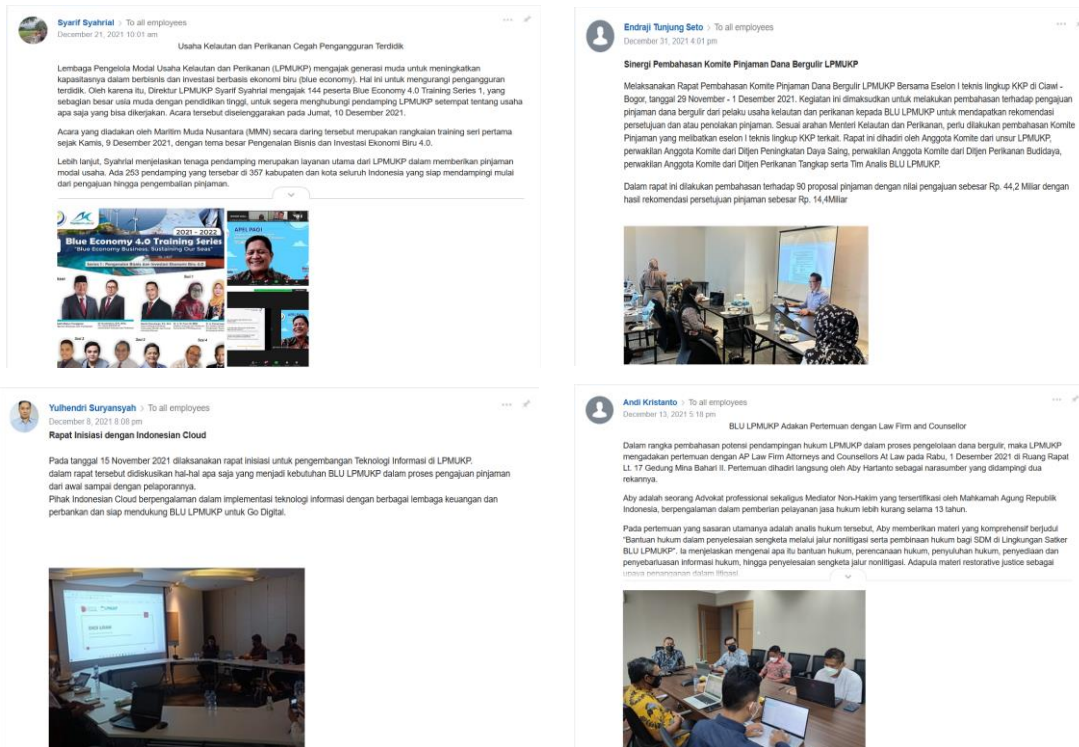 Syarif Syahrial > To all employees
December 21, 2021 10:01 am
Usaha Kelautan dan Perikanan Cegah Pengangguran Terdidik
Lembaga Pengelola Modal Usaha Kelautan dan Perikanan (LPMUKP) mengajak generasi muda untuk meningkatkan
kapasitasnya dalam berbisnis dan investasi berbasis ekonomi biru (blue economy). Hal ini untuk mengurangi pengangguran
terdidik. Oleh karena itu, Direktur LPMUKP Syarif Syahrial mengajak 144 peserta Blue Economy 4.0 Training Series 1, yang
sebagian besar usia muda dengan pendidikan tinggi, untuk segera menghubungi pendamping LPMUKP setempat tentang usaha
apa saja yang bisa dikerjakan. Acara tersebut diselenggarakan pada Jumat, 10 Desember 2021.
Acara yang diadakan oleh Maritim Muda Nusantara (MMN) secara daring tersebut merupakan rangkaian training seri pertama
sejak Kamis, 9 Desember 2021, dengan tema besar Pengenalan Bisnis dan Investasi Ekonomi Biru 4.0.
Lebih lanjut, Syahrial menjelaskan tenaga pendamping merupakan layanan utama dari LPMUKP dalam memberikan pinjaman
modal usaha. Ada 253 pendamping yang tersebar di 357 kabupaten dan kota seluruh Indonesia yang siap mendampingi mulai
dari pengajuan hingga pengembalian pinjaman.
2021 - 2022
Blue Economy 4.0 Training Series
"Blue Economy Business, Sustaining Our Seas"
APEL PAGI
Endraji Tunjung Seto > To all employees
December 31, 2021 4:01 pm
Sinergi Pembahasan Komite Pinjaman Dana Bergulir LPMUKP
Melaksanakan Rapat Pembahasan Komite Pinjaman Dana Bergulir LPMUKP Bersama Eselon I teknis lingkup KKP di Ciawi -
Bogor, tanggal 29 November - 1 Desember 2021. Kegiatan ini dimaksudkan untuk melakukan pembahasan terhadap pengajuan
pinjaman dana bergulir dari pelaku usaha kelautan dan perikanan kepada BLU LPMUKP untuk mendapatkan rekomendasi
persetujuan dan atau penolakan pinjaman. Sesuai arahan Menteri Kelautan dan Perikanan, perlu dilakukan pembahasan Komite
Pinjaman yang melibatkan eselon I teknis lingkup KKP terkait. Rapat ini dihadiri oleh Anggota Komite dari unsur LPMUKP,
perwakilan Anggota Komite dari Ditjen Peningkatan Daya Saing, perwakilan Anggota Komite dari Ditjen Perikanan Budidaya,
perwakilan Anggota Komite dari Ditjen Perikanan Tangkap serta Tim Analis BLU LPMUKP.
Dalam rapat ini dilakukan pembahasan terhadap 90 proposal pinjaman dengan nilai pengajuan sebesar Rp. 44,2 Miliar dengan
hasil rekomendasi persetujuan pinjaman sebesar Rp. 14,4Miliar
Yulhendri Suryansyah > To all employees
December 8, 2021 8:08 pm
Rapat Inisiasi dengan Indonesian Cloud
Pada tanggal 15 November 2021 dilaksanakan rapat inisiasi untuk pengembangan Teknologi Informasi di LPMUKP.
dalam rapat tersebut didiskusikan hal-hal apa saja yang menjadi kebutuhan BLU LPMUKP dalam proses pengajuan pinjaman
dari awal sampai dengan pelaporannya.
Pihak Indonesian Cloud berpengalaman dalam implementasi teknologi informasi dengan berbagai lembaga keuangan dan
perbankan dan siap mendukung BLU LPMUKP untuk Go Digital.
Andi Kristanto > To all employees
December 13, 2021 5:18 pm
BLU LPMUKP Adakan Pertemuan dengan Law Firm and Counsellor
Dalam rangka pembahasan potensi pendampingan hukum LPMUKP dalam proses pengelolaan dana bergulir, maka LPMUKP
mengadakan pertemuan dengan AP Law Firm Attorneys and Counsellors At Law pada Rabu, 1 Desember 2021 di Ruang Rapat
Lt. 17 Gedung Mina Bahari II. Pertemuan dihadiri langsung oleh Aby Hartanto sebagai narasumber yang didampingi dua
rekannya.
Aby adalah seorang Advokat professional sekaligus Mediator Non-Hakim yang tersertifikasi oleh Mahkamah Agung Republik
Indonesia, berpengalaman dalam pemberian pelayanan jasa hukum lebih kurang selama 13 tahun.
Pada pertemuan yang sasaran utamanya adalah analis hukum tersebut, Aby memberikan materi yang komprehensif berjudul
"Bantuan hukum dalam penyelesaian sengketa melalui jalur nonlitigasi serta pembinaan hukum bagi SDM di Lingkungan Satker
BLU LPMUKP". Ia menjelaskan mengenai apa itu bantuan hukum, perencanaan hukum, penyuluhan hukum, penyediaan dan
penyebarluasan informasi hukum, hingga penyelesaian sengketa jalur nonlitigasi. Adapula materi restorative justice sebagai
upaya penanganan dalam litigasi.